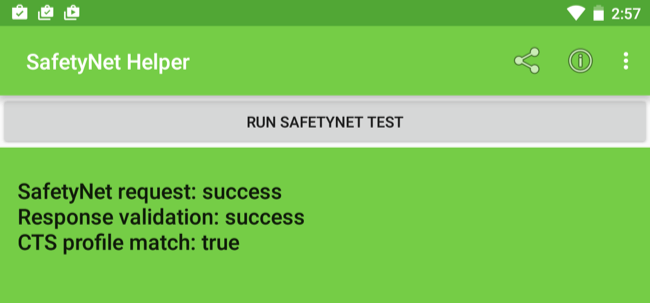 2:57
SafetyNet Helper
RUN SAFETYNET TEST
SafetyNet request: success
Response validation: success
CTS profile match: true